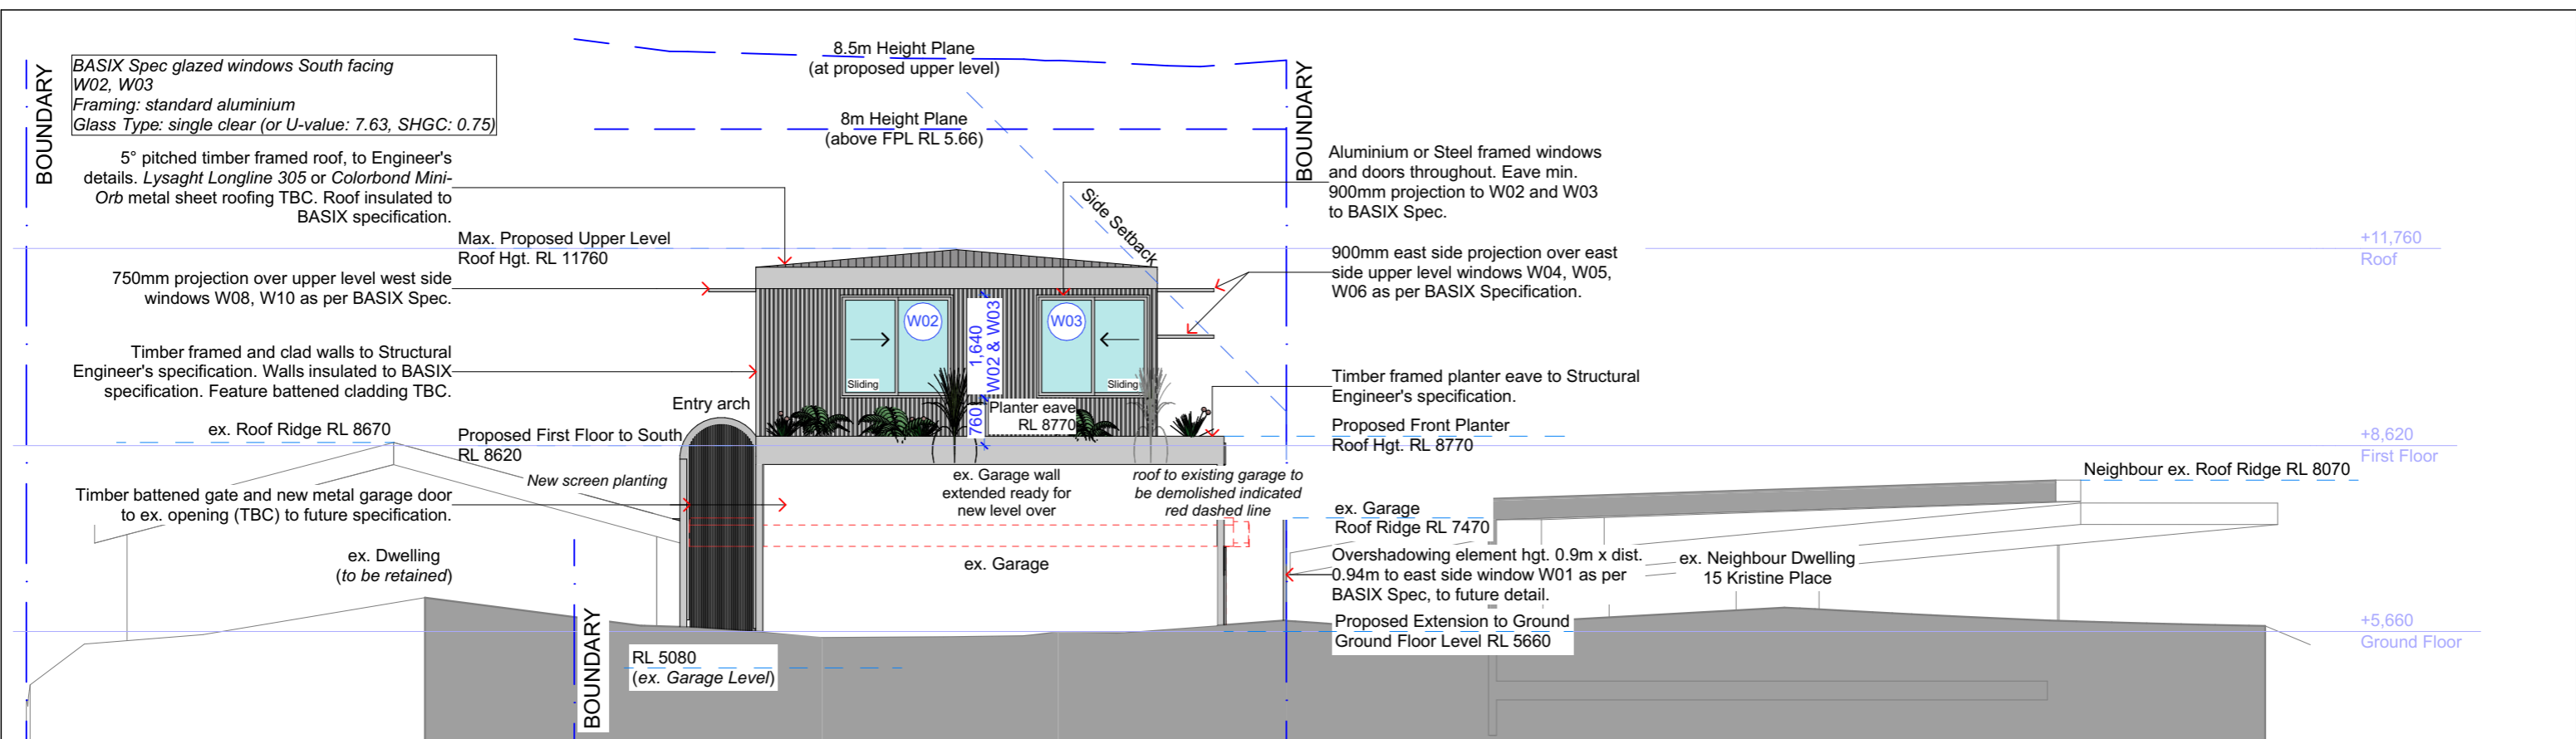 8.5m Height Plane
(at proposed upper level)
BOUNDARY
BASIX Spec glazed windows South facing
W02, W03
Framing: standard aluminium
Glass Type: single clear (or U-value: 7.63, SHGC: 0.75)
8m Height Plane
(above FPL RL 5.66)
BOUNDARY
5° pitched timber framed roof, to Engineer's
details. Lysaght Longline 305 or Colorbond Mini-
Orb metal sheet roofing TBC. Roof insulated to
BASIX specification.
Aluminium or Steel framed windows
and doors throughout. Eave min.
900mm projection to W02 and W03
to BASIX Spec.
Side Setback
Max. Proposed Upper Level
Roof Hgt. RL 11760
+11,760
Roof
750mm projection over upper level west side
windows W08, W10 as per BASIX Spec.
900mm east side projection over east
side upper level windows W04, W05,
W06 as per BASIX Specification.
W02
W03
1,640
W02 & W03
Sliding
Sliding
Timber framed and clad walls to Structural
Engineer's specification. Walls insulated to BASIX
specification. Feature battened cladding TBC.
Timber framed planter eave to Structural
Engineer's specification.
Entry arch
760
Planter eave
RL 8770
ex. Roof Ridge RL 8670
Proposed First Floor to South
RL 8620
Proposed Front Planter
Roof Hgt. RL 8770
+8,620
First Floor
New screen planting
ex. Garage wall
extended ready for
new level over
roof to existing garage to
be demolished indicated
red dashed line
Neighbour ex. Roof Ridge RL 8070
Timber battened gate and new metal garage door
to ex. opening (TBC) to future specification.
ex. Garage
Roof Ridge RL 7470
ex. Dwelling
(to be retained)
ex. Garage
Overshadowing element hgt. 0.9m x dist.
0.94m to east side window W01 as per
BASIX Spec, to future detail.
ex. Neighbour Dwelling
15 Kristine Place
Proposed Extension to Ground
Ground Floor Level RL 5660
+5,660
Ground Floor
BOUNDARY
RL 5080
(ex. Garage Level)